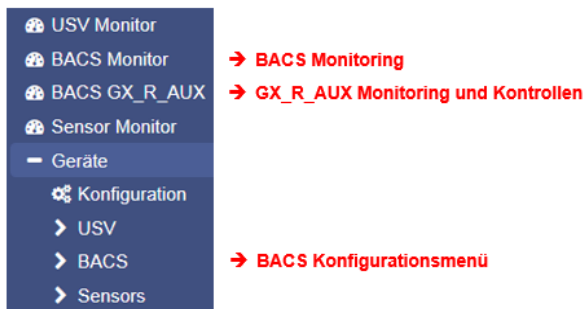 USV Monitor
BACS Monitor → BACS Monitoring
BACS GX_R_AUX → GX_R_AUX Monitoring und Kontrollen
Sensor Monitor
Geräte
Konfiguration
USV
BACS → BACS Konfigurationsmenü
Sensors